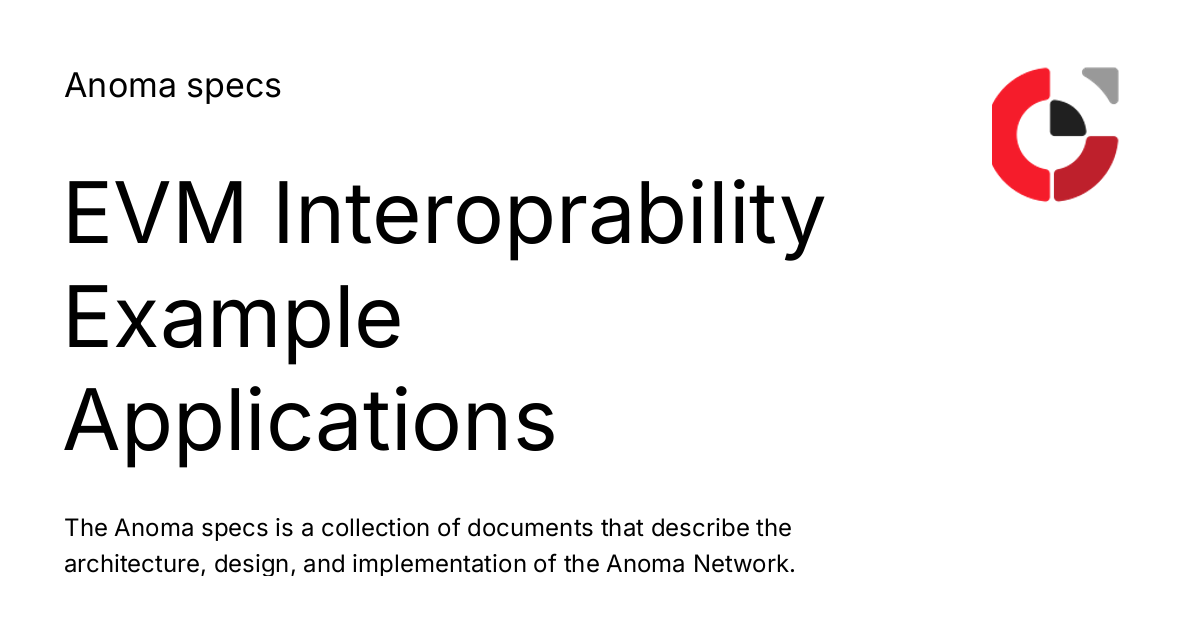 Anoma specs
EVM Interoprability
Example
Applications
The Anoma specs is a collection of documents that describe the
architecture, design, and implementation of the Anoma Network.